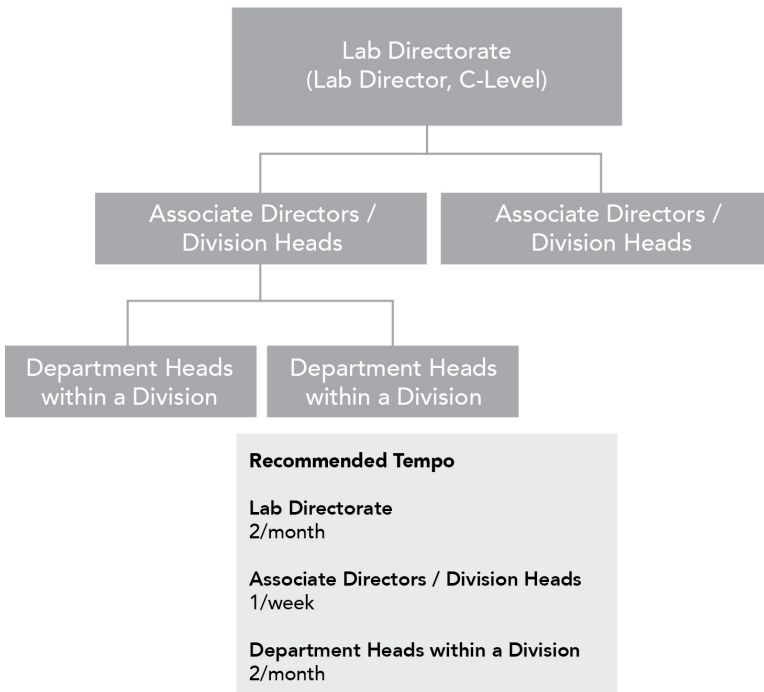 Lab Directorate
(Lab Director, C-Level)
Associate Directors /
Division Heads
Associate Directors /
Division Heads
Department Heads
within a Division
Department Heads
within a Division
Recommended Tempo
Lab Directorate
2/month
Associate Directors / Division Heads
1/week
Department Heads within a Division
2/month